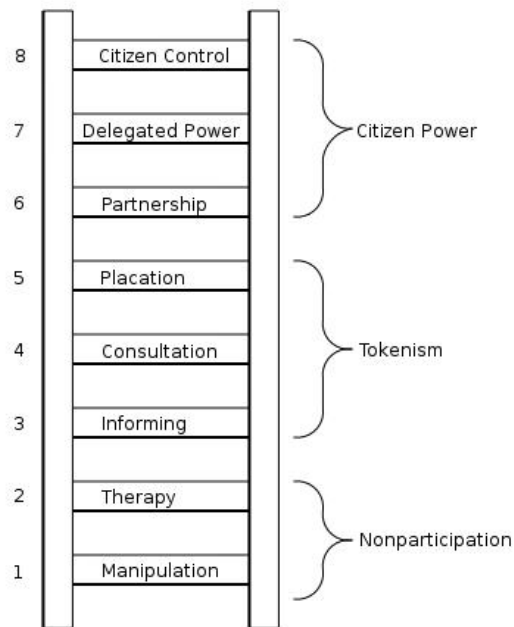 8 Citizen Control
7 Delegated Power Citizen Power
6 Partnership
5 Placation
4 Consultation Tokenism
3 Informing
2 Therapy
Nonparticipation
1 Manipulation